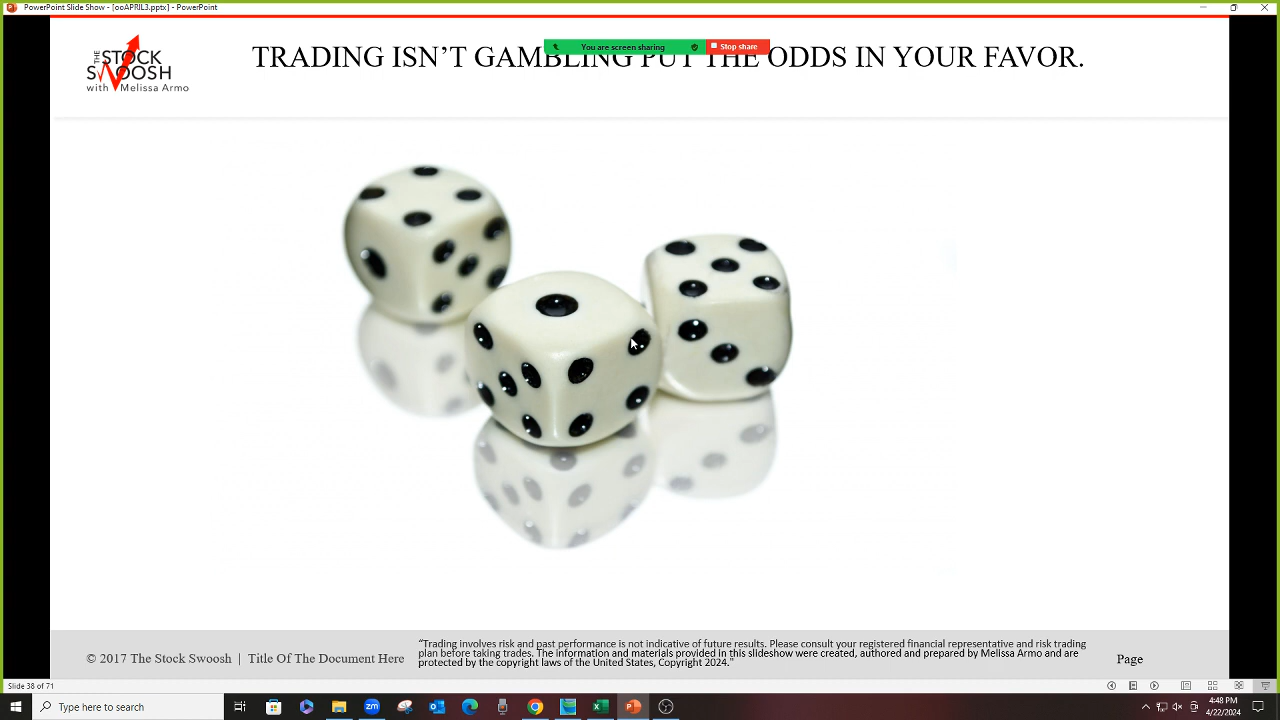 PowerPoint Slide Show - [ooAPRIL3.pptx] - PowerPoint
You are screen sharing
Stop share
THE STOCK
SWOOSH
with Melissa Armo
TRADING ISN’T GAMBLING PUT THE ODDS IN YOUR FAVOR.
© 2017 The Stock Swoosh | Title Of The Document Here
“Trading involves risk and past performance is not indicative of future results. Please consult your registered financial representative and risk trading
plan before taking trades. The information and materials provided in this slideshow were created, authored and prepared by Melissa Armo and are
protected by the copyright laws of the United States, Copyright 2024."
Page
Slide 38 of 71
Type here to search
4:48 PM
4/22/2024